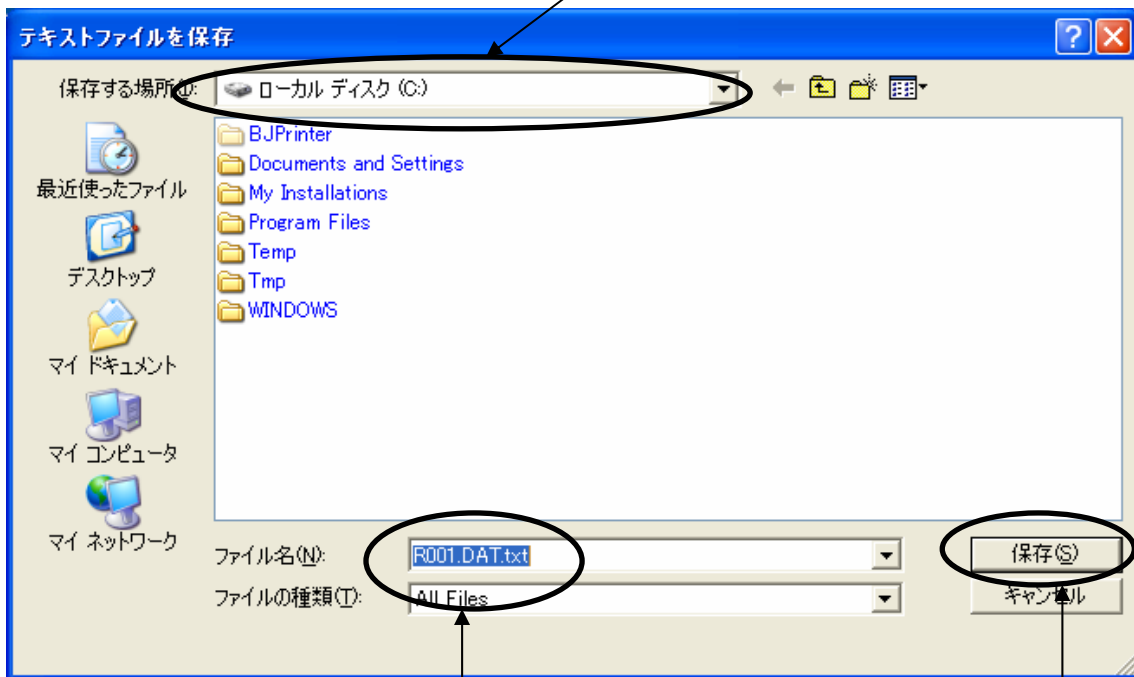 テキストファイルを保存
保存する場所(I):
ローカル ディスク (C:)
BJPrinter
Documents and Settings
My Installations
Program Files
Temp
Tmp
WINDOWS
最近使ったファイル
デスクトップ
マイ ドキュメント
マイ コンピュータ
マイ ネットワーク
ファイル名(N):
R001.DAT.txt
保存(S)
ファイルの種類(T):
All Files
キャンセル